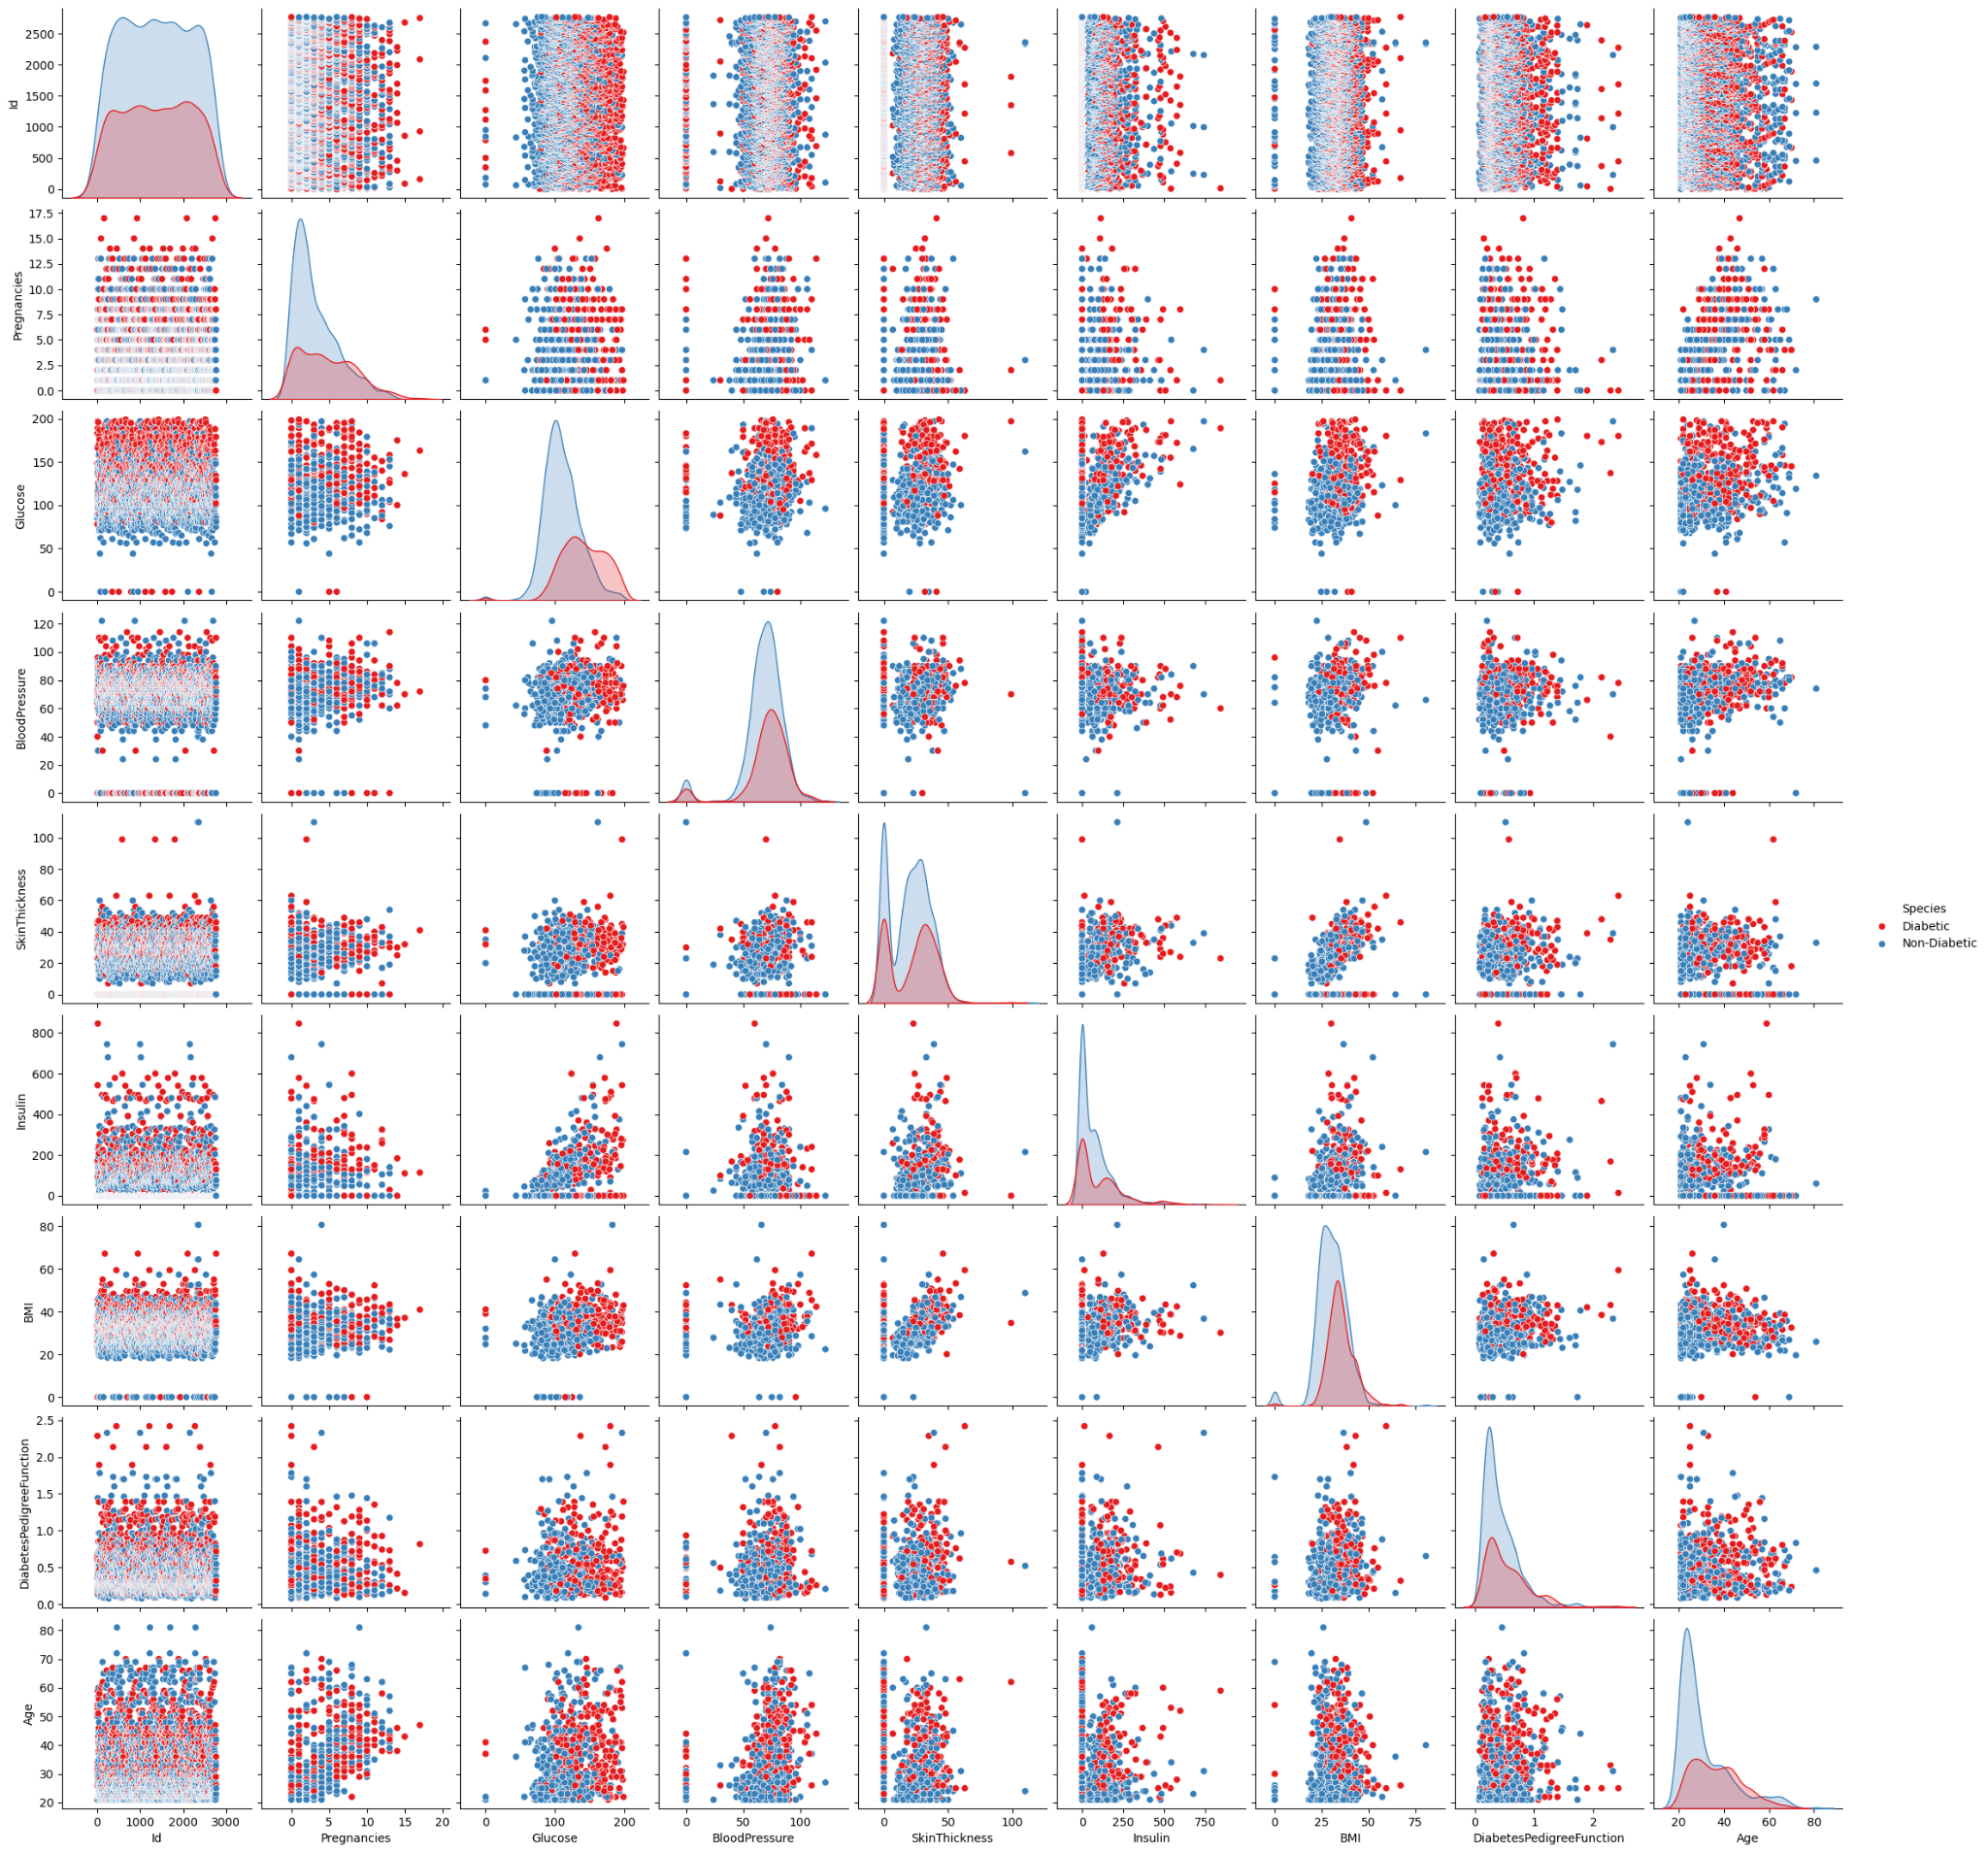 2500
2000
1500
1000
500
0
Id
17.5
15.0
12.5
10.0
7.5
5.0
2.5
0.0
Pregnancies
200
150
100
50
0
Glucose
120
100
80
60
40
20
0
BloodPressure
100
80
60
40
20
0
SkinThickness
Species
Diabetic
Non-Diabetic
800
600
400
200
0
Insulin
80
60
40
20
0
BMI
2.5
2.0
1.5
1.0
0.5
0.0
DiabetesPedigreeFunction
80
70
60
50
40
30
20
Age
0 1000 2000 3000
Id
0 5 10 15 20
Pregnancies
0 100 200
Glucose
0 50 100
BloodPressure
0 50 100
SkinThickness
0 250 500 750
Insulin
0 25 50 75
BMI
0 1 2
DiabetesPedigreeFunction
20 40 60 80
Age